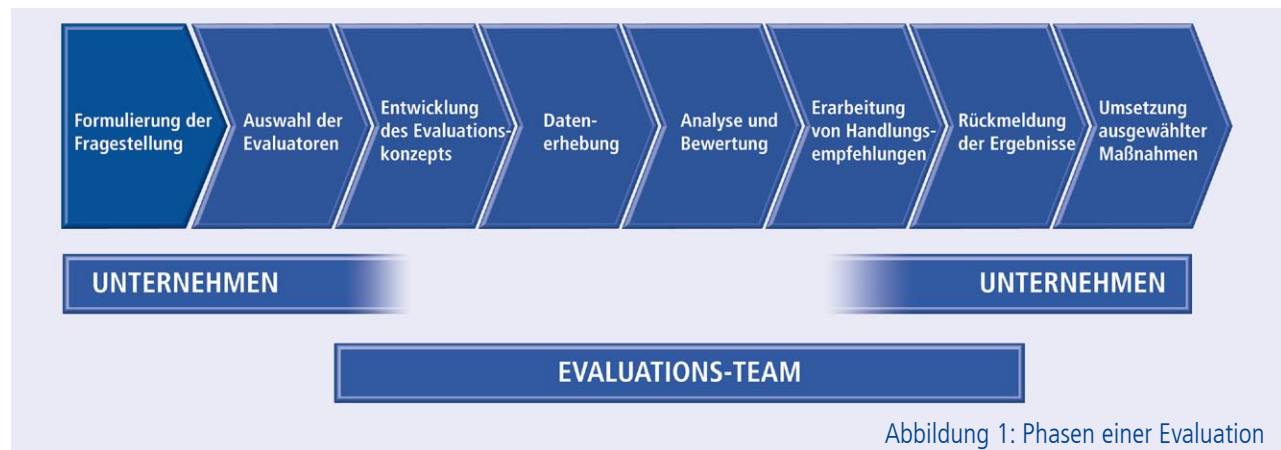 Formulierung der
Fragestellung
Auswahl der
Evaluatoren
Entwicklung
des Evaluations-
konzepts
Daten-
erhebung
Analyse und
Bewertung
Erarbeitung
von Handlungs-
empfehlungen
Rückmeldung
der Ergebnisse
Umsetzung
ausgewählter
Maßnahmen
UNTERNEHMEN
UNTERNEHMEN
EVALUATIONS-TEAM
Abbildung 1: Phasen einer Evaluation